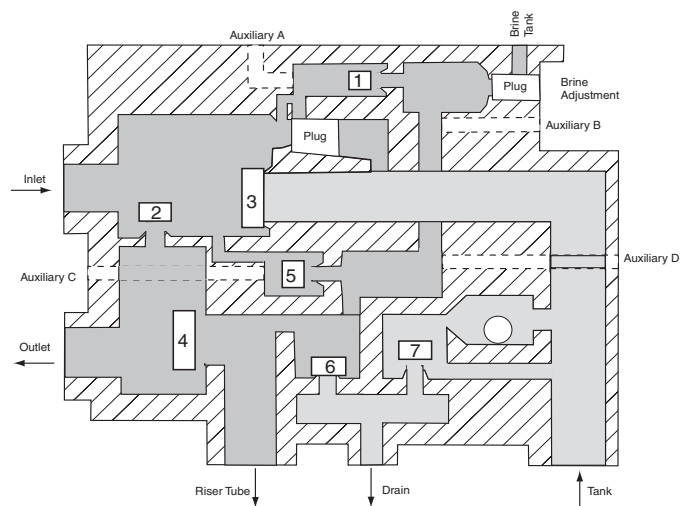 Auxiliary A
Brine
Tank
1
Plug
Brine
Adjustment
Auxiliary B
Plug
Inlet
2
3
Auxiliary C
5
Auxiliary D
Outlet
4
6
7
Riser Tube
Drain
Tank